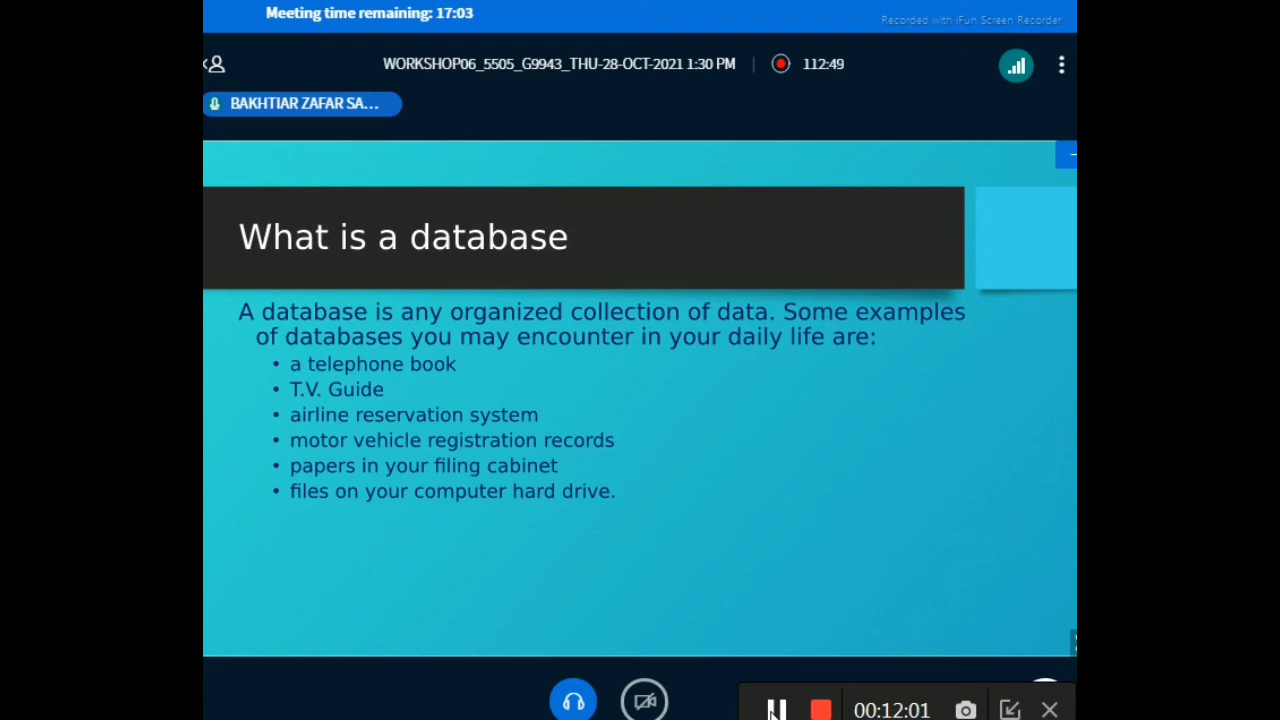 Meeting time remaining: 17:03
Recorded with iFun Screen Recorder
WORKSHOP06_5505_G9943_THU-28-OCT-2021 1:30 PM
112:49
BAKHTIAR ZAFAR SA...
What is a database
A database is any organized collection of data. Some examples
of databases you may encounter in your daily life are:
• a telephone book
• T.V. Guide
• airline reservation system
• motor vehicle registration records
• papers in your filing cabinet
• files on your computer hard drive.
00:12:01